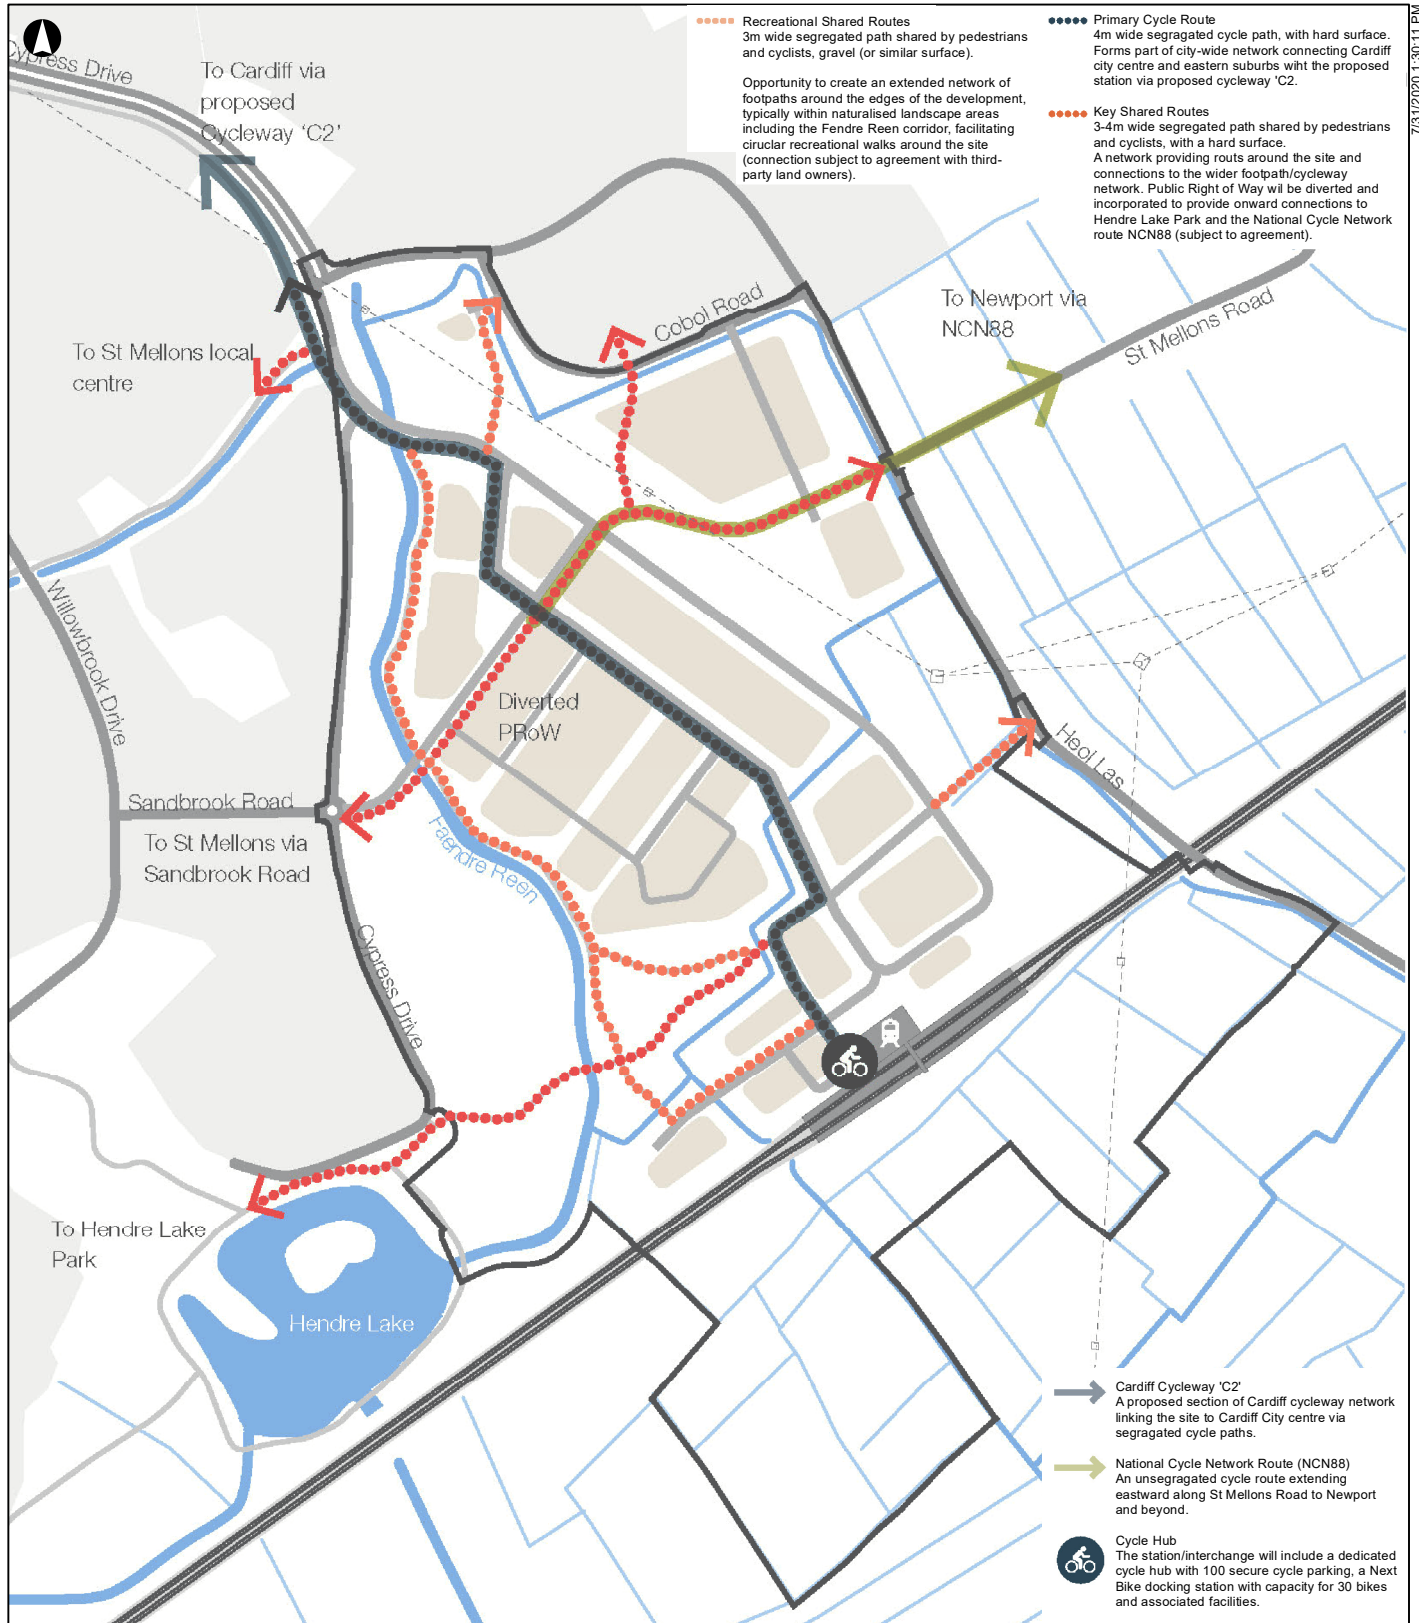 Recreational Shared Routes
3m wide segregated path shared by pedestrians
and cyclists, gravel (or similar surface).
Opportunity to create an extended network of
footpaths around the edges of the development,
typically within naturalised landscape areas
including the Fendre Reen corridor, facilitating
ciruclar recreational walks around the site
(connection subject to agreement with third-
party land owners).
Primary Cycle Route
4m wide segragated cycle path, with hard surface.
Forms part of city-wide network connecting Cardiff
city centre and eastern suburbs wiht the proposed
station via proposed cycleway 'C2.
Key Shared Routes
3-4m wide segregated path shared by pedestrians
and cyclists, with a hard surface.
A network providing routs around the site and
connections to the wider footpath/cycleway
network. Public Right of Way wil be diverted and
incorporated to provide onward connections to
Hendre Lake Park and the National Cycle Network
route NCN88 (subject to agreement).
7/31/2020 1:30:11 PM
Cypress Drive
To Cardiff via
proposed
Cycleway ‘C2’
To St Mellons local
centre
Cobol Road
To Newport via
NCN88
St Mellons Road
Willowbrook Drive
Diverted
PRoW
Heol Las
Sandbrook Road
To St Mellons via
Sandbrook Road
Faendre Reen
Cypress Drive
To Hendre Lake
Park
Hendre Lake
Cardiff Cycleway 'C2'
A proposed section of Cardiff cycleway network
linking the site to Cardiff City centre via
segragated cycle paths.
National Cycle Network Route (NCN88)
An unsegragated cycle route extending
eastward along St Mellons Road to Newport
and beyond.
Cycle Hub
The station/interchange will include a dedicated
cycle hub with 100 secure cycle parking, a Next
Bike docking station with capacity for 30 bikes
and associated facilities.